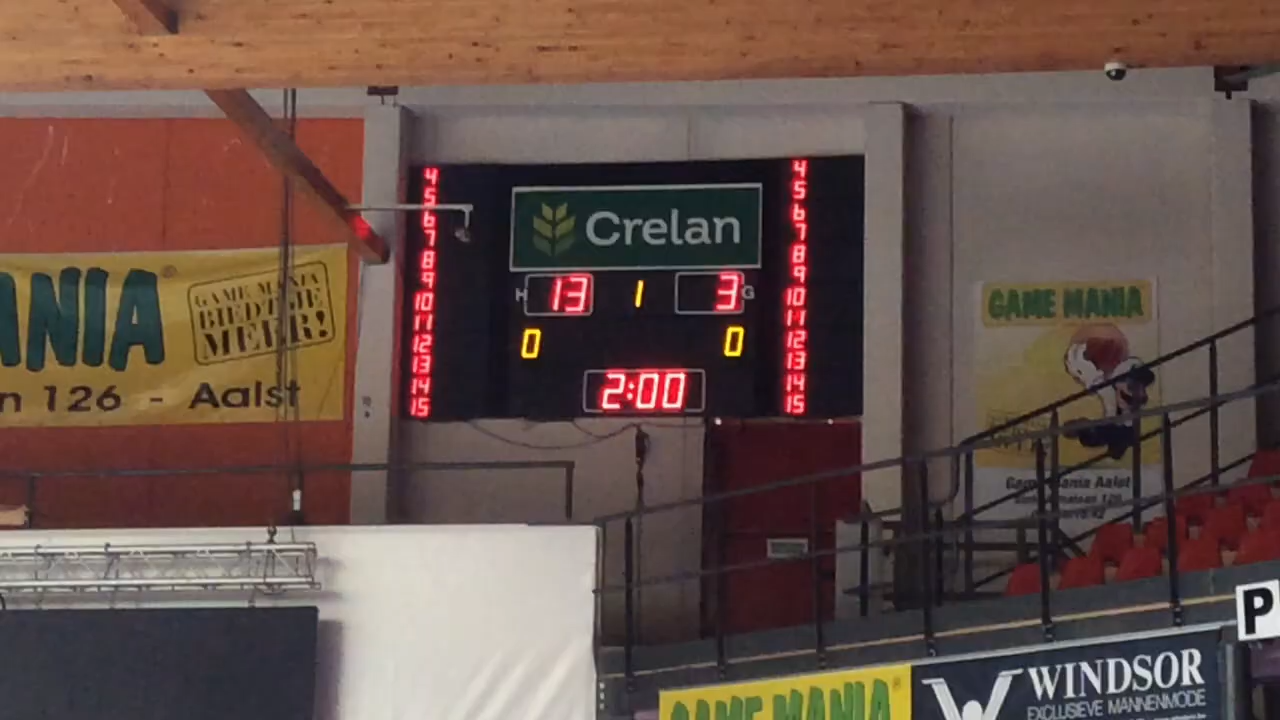 4
5
6
7
8
9
10
11
12
13
14
15
Crelan
H 13 1 3 G
0 0
2:00
4
5
6
7
8
9
10
11
12
13
14
15
ANIA®
GAME MANIA
BIEDT JE
MEER!
n 126 - Aalst
GAME MANIA
Game Mania Aalst
P
GAME MANIA
WINDSOR
EXCLUSIEVE MANNENMODE